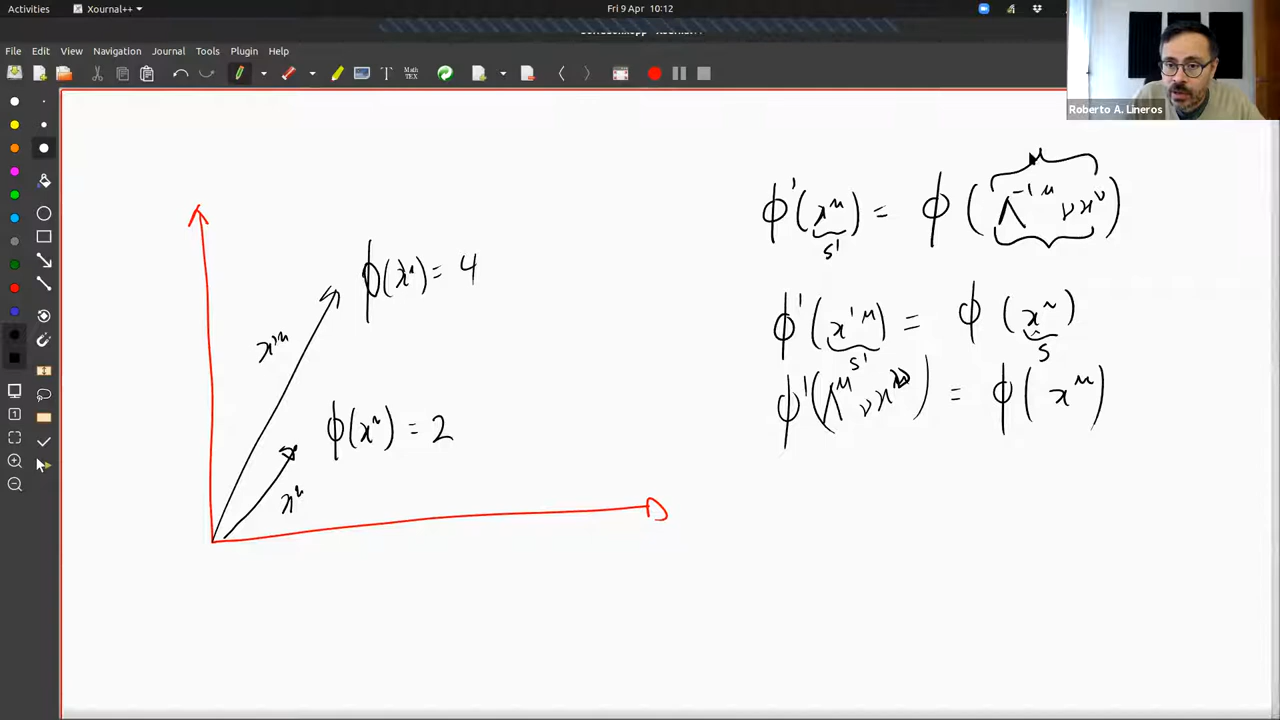 Activities Xournal++ Fri 9 Apr 10:12
File Edit View Navigation Journal Tools Plugin Help
Roberto A. Lineros
ϕ'(x^μ) = ϕ(Λ^{-1 μ}_ν x^ν)
μ
S'
ϕ(x^μ) = 4
ϕ'(x'^μ) = ϕ(x^μ)
S' S
x'^μ
ϕ'(Λ^μ_ν x^ν) = ϕ(x^μ)
ϕ(x^μ) = 2
x^μ